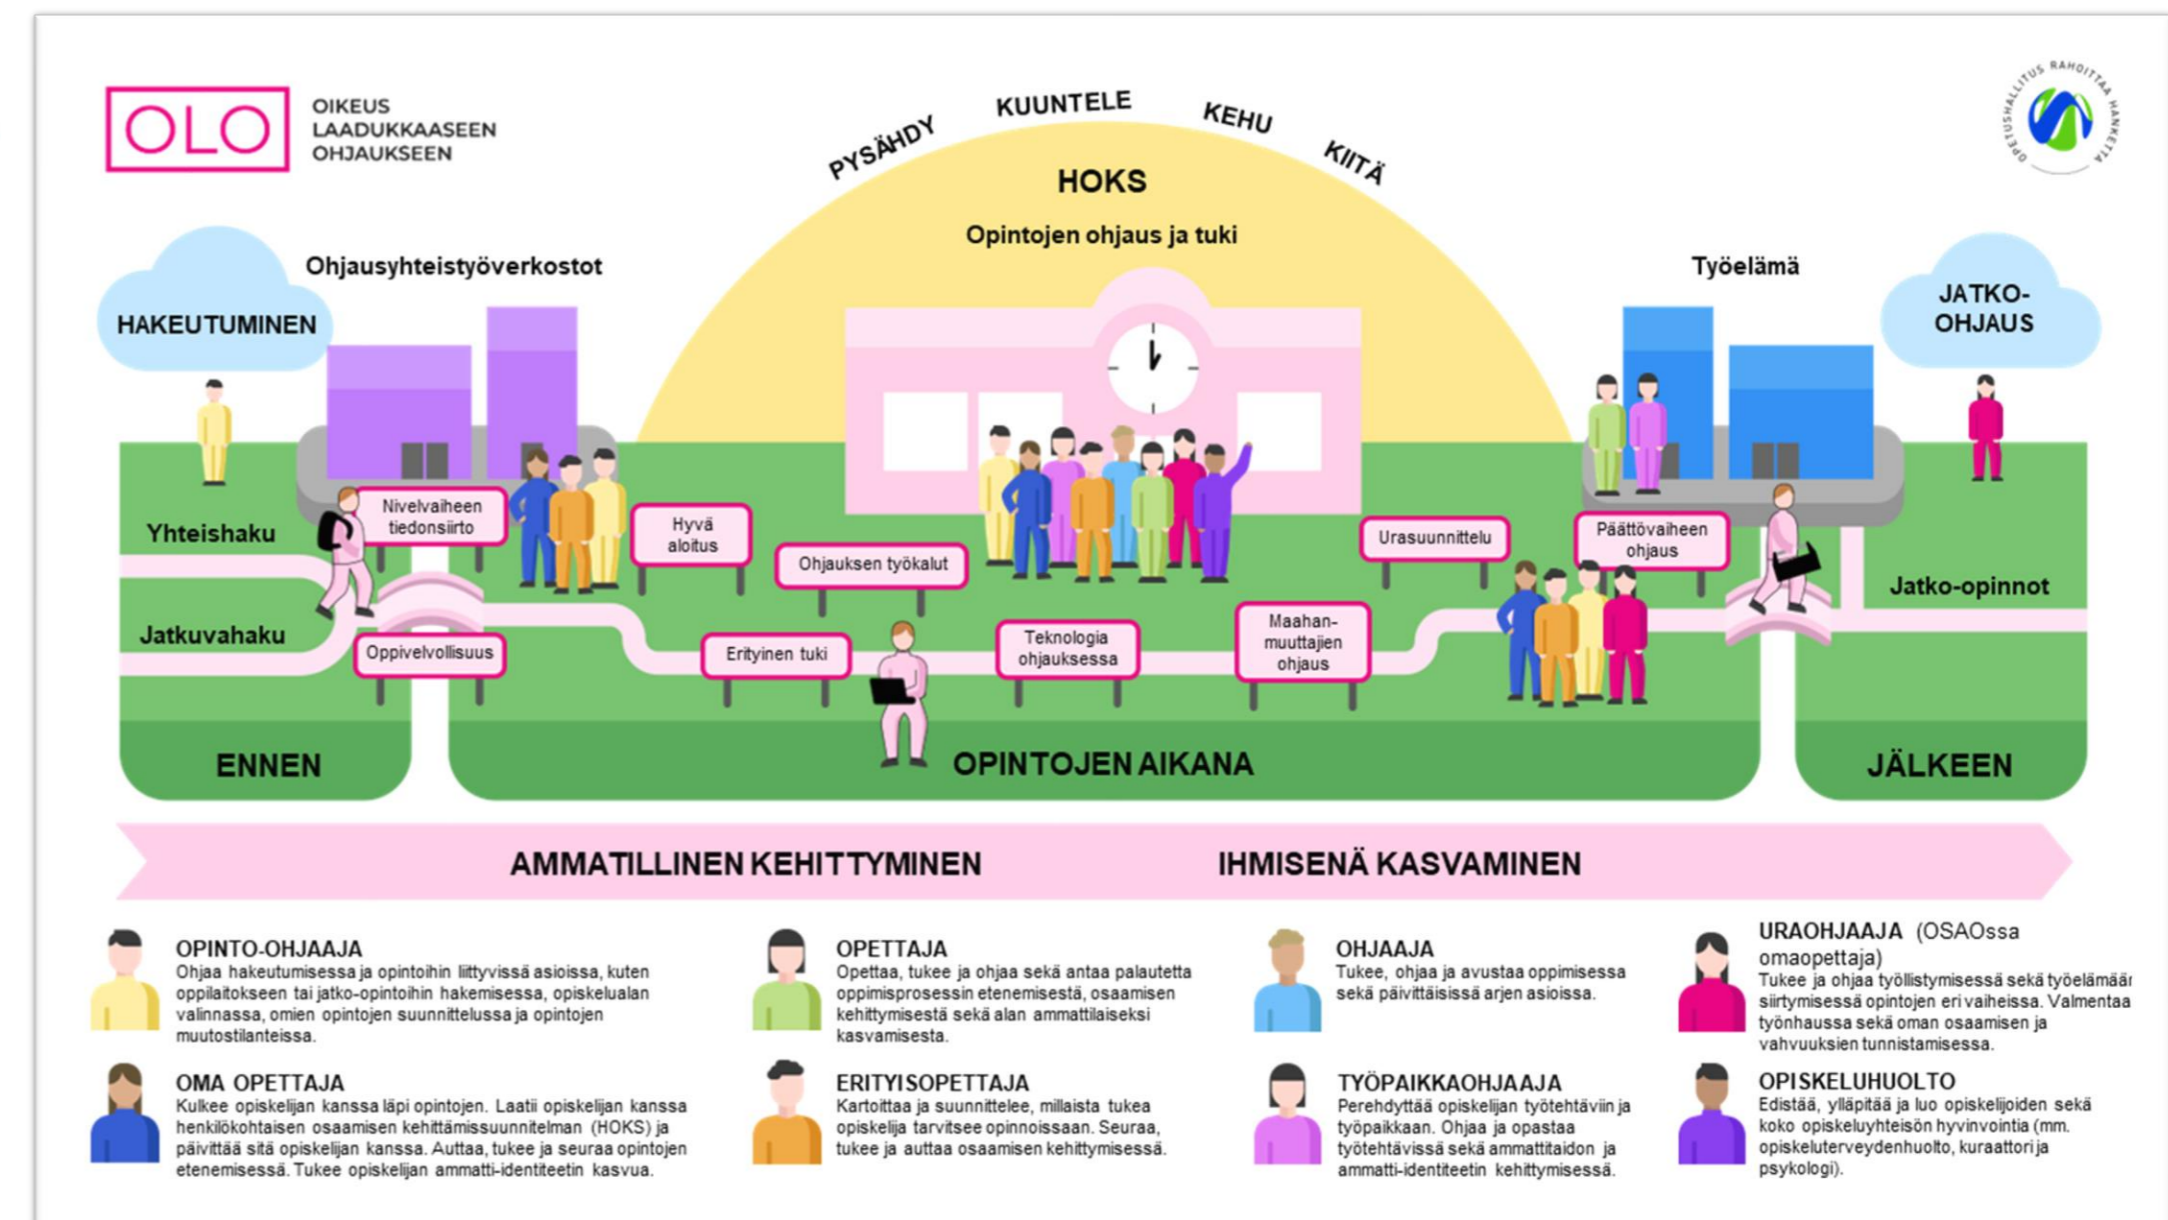 OLO
OIKEUS
LAADUKKAASEEN
OHJAUKSEEN
PYSÄHDY
KUUNTELE
KEHU
KIITÄ
OPETUSHALLITUS RAHOITTAA HANKETTA
HOKS
Opintojen ohjaus ja tuki
HAKEUTUMINEN
Ohjausyhteistyöverkostot
Työelämä
JATKO-
OHJAUS
Yhteishaku
Jatkuvahaku
Nivelvaiheen
tiedonsiirto
Oppivelvollisuus
Hyvä
aloitus
Ohjauksen työkalut
Erityinen tuki
Teknologia
ohjauksessa
Maahan-
muuttajien
ohjaus
Urasuunnittelu
Päättövaiheen
ohjaus
Jatko-opinnot
ENNEN
OPINTOJEN AIKANA
JÄLKEEN
AMMATILLINEN KEHITTYMINEN
IHMISENÄ KASVAMINEN
OPINTO-OHJAAJA
Ohjaa hakeutumisessa ja opintoihin liittyvissä asioissa, kuten
oppilaitokseen tai jatko-opintoihin hakemisessa, opiskelualan
valinnassa, omien opintojen suunnittelussa ja opintojen
muutostilanteissa.
OPETTAJA
Opettaa, tukee ja ohjaa sekä antaa palautetta
oppimisprosessin etenemisestä, osaamisen
kehittymisestä sekä alan ammattilaiseksi
kasvamisesta.
OHJAAJA
Tukee, ohjaa ja avustaa oppimisessa
sekä päivittäisissä arjen asioissa.
URAOHJAAJA (OSAOssa
omaopettaja)
Tukee ja ohjaa työllistymisessä sekä työelämään
siirtymisessä opintojen eri vaiheissa. Valmentaa
työnhaussa sekä oman osaamisen ja
vahvuuksien tunnistamisessa.
OMA OPETTAJA
Kulkee opiskelijan kanssa läpi opintojen. Laatii opiskelijan kanssa
henkilökohtaisen osaamisen kehittämissuunnitelman (HOKS) ja
päivittää sitä opiskelijan kanssa. Auttaa, tukee ja seuraa opintojen
etenemisessä. Tukee opiskelijan ammatti-identiteetin kasvua.
ERITYISOPETTAJA
Kartoittaa ja suunnittelee, millaista tukea
opiskelija tarvitsee opinnoissaan. Seuraa,
tukee ja auttaa osaamisen kehittymisessä.
TYÖPAIKKAOHJAAJA
Perehdyttää opiskelijan työtehtäviin ja
työpaikkaan. Ohjaa ja opastaa
työtehtävissä sekä ammattitaidon ja
ammatti-identiteetin kehittymisessä.
OPISKELUHUOLTO
Edistää, ylläpitää ja luo opiskelijoiden sekä
koko opiskeluyhteisön hyvinvointia (mm.
opiskeluterveydenhuolto, kuraattori ja
psykologi).